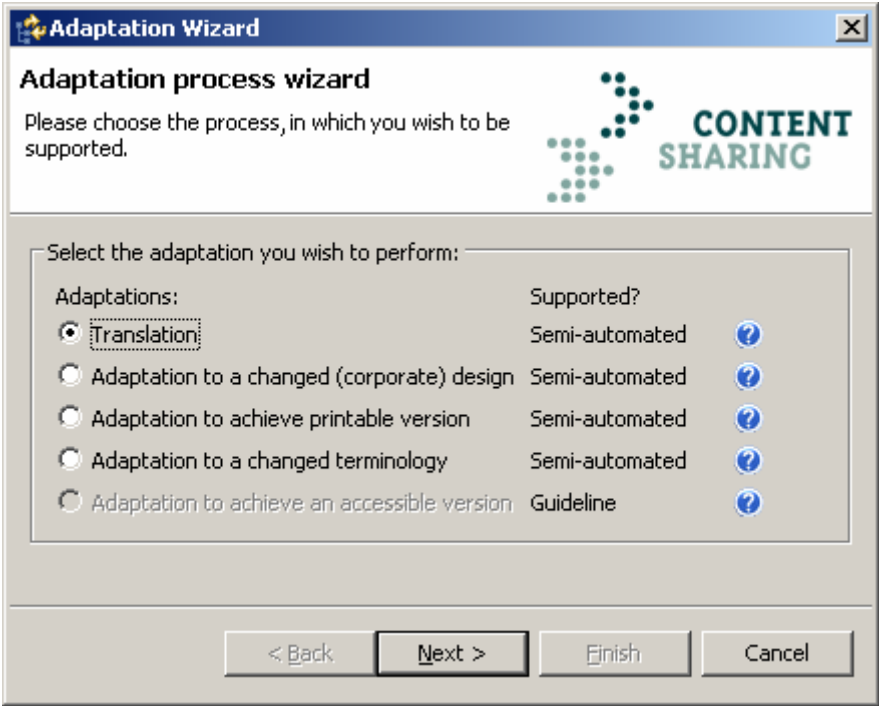 Adaptation Wizard
Adaptation process wizard
Please choose the process, in which you wish to be
supported.
CONTENT
SHARING
Select the adaptation you wish to perform:
Adaptations: Supported?
Translation Semi-automated ?
Adaptation to a changed (corporate) design Semi-automated ?
Adaptation to achieve printable version Semi-automated ?
Adaptation to a changed terminology Semi-automated ?
Adaptation to achieve an accessible version Guideline ?
< Back Next > Finish Cancel